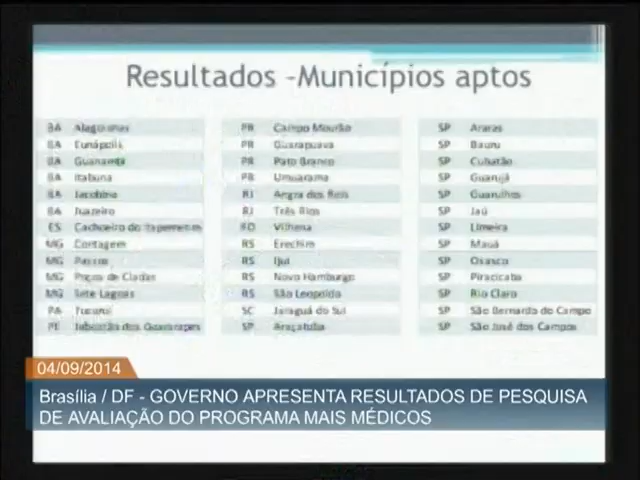 Resultados -Municípios aptos
BA Alagoinhas
BA Eunápolis
BA Guanambi
BA Itabuna
BA Jacobina
BA Juazeiro
ES Cachoeiro do Itapemirim
MG Contagem
MG Passos
MG Poços de Caldas
MG Sete Lagoas
PA Tucuruí
PE Jaboatão dos Guararapes
PR Campo Mourão
PR Guarapuava
PR Pato Branco
PR Umuarama
RJ Angra dos Reis
RJ Três Rios
RO Vilhena
RS Erechim
RS Ijuí
RS Novo Hamburgo
RS São Leopoldo
SC Jaraguá do Sul
SP Araçatuba
SP Araras
SP Bauru
SP Cubatão
SP Guarujá
SP Guarulhos
SP Jaú
SP Limeira
SP Mauá
SP Osasco
SP Piracicaba
SP Rio Claro
SP São Bernardo do Campo
SP São José dos Campos
04/09/2014
Brasília / DF - GOVERNO APRESENTA RESULTADOS DE PESQUISA
DE AVALIAÇÃO DO PROGRAMA MAIS MÉDICOS